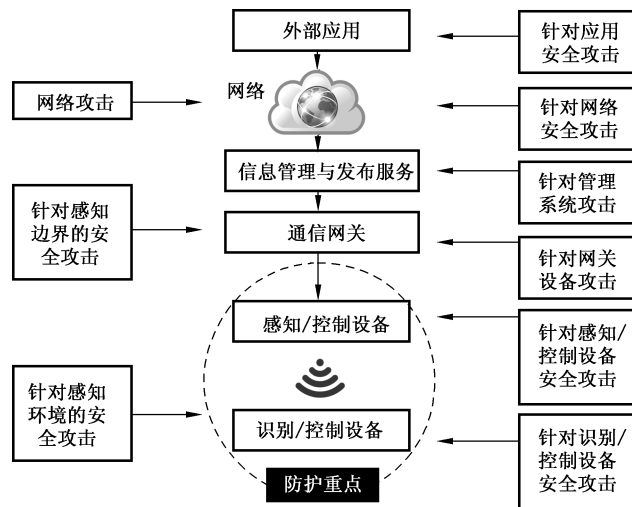 外部应用
网络
信息管理与发布服务
通信网关
感知/控制设备
识别/控制设备
防护重点
网络攻击
针对感知
边界的安
全攻击
针对感知
环境的安
全攻击
针对应用
安全攻击
针对网络
安全攻击
针对管理
系统攻击
针对网关
设备攻击
针对感知/
控制设备
安全攻击
针对识别/
控制设备
安全攻击